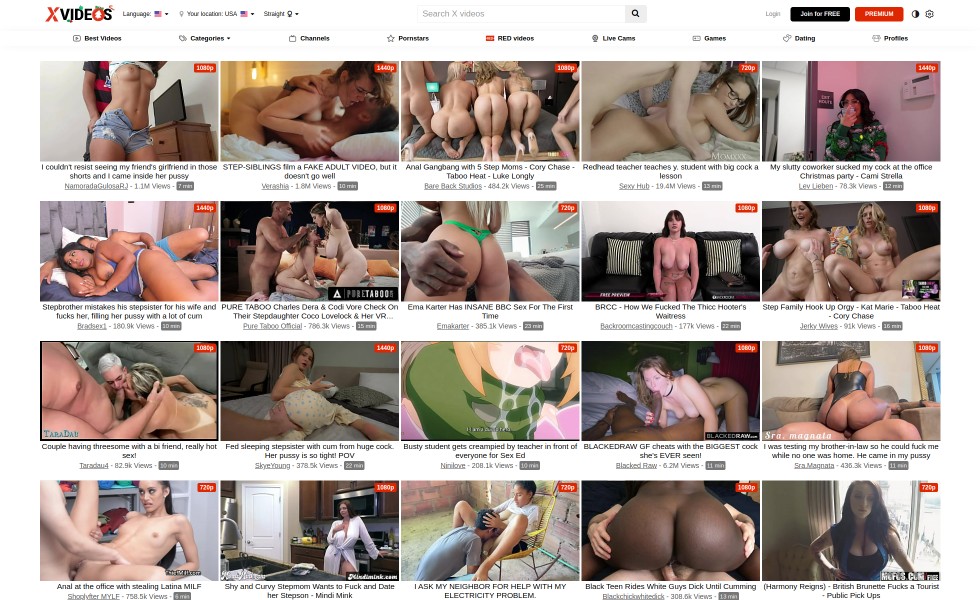 XVIDEOS
Language:
Your location: USA
Straight
Search X videos
Login
Join for FREE
PREMIUM
Best Videos
Categories
Channels
Pornstars
RED videos
Live Cams
Games
Dating
Profiles
1080p
I couldn't resist seeing my friend's girlfriend in those
shorts and I came inside her pussy
NamoradaGulosaRJ - 1.1M Views - 7 min
1440p
STEP-SIBLINGS film a FAKE ADULT VIDEO, but it
doesn't go well
Verashia - 1.8M Views - 10 min
1080p
Anal Gangbang with 5 Step Moms - Cory Chase -
Taboo Heat - Luke Longly
Bare Back Studios - 484.2k Views - 25 min
720p
Redhead teacher teaches y. student with big cock a
lesson
Sexy Hub - 19.4M Views - 13 min
1440p
My slutty coworker sucked my cock at the office
Christmas party - Cami Strella
Lev Lieben - 78.3k Views - 12 min
1440p
Stepbrother mistakes his stepsister for his wife and
fucks her, filling her pussy with a lot of cum
Bradsex1 - 180.9k Views - 10 min
1080p
PURETABOO
PURE TABOO Charles Dera & Codi Vore Check On
Their Stepdaughter Coco Lovelock & Her VR...
Pure Taboo Official - 786.3k Views - 15 min
720p
Ema Karter Has INSANE BBC Sex For The First
Time
Emakarter - 385.1k Views - 23 min
1080p
FREE PREVIEW
BRCC - How We Fucked The Thicc Hooter's
Waitress
Backroomcastingcouch - 177k Views - 22 min
1080p
Step Family Hook Up Orgy - Kat Marie - Taboo Heat
- Cory Chase
Jerky Wives - 91k Views - 16 min
1080p
TARADAU
Couple having threesome with a bi friend, really hot
sex!
Taradau4 - 82.9k Views - 10 min
1440p
Fed sleeping stepsister with cum from huge cock.
Her pussy is so tight! POV
SkyeYoung - 378.5k Views - 22 min
720p
Busty student gets creampied by teacher in front of
everyone for Sex Ed
Ninilove - 208.1k Views - 10 min
1080p
BLACKEDRAW.COM
BLACKEDRAW GF cheats with the BIGGEST cock
she's EVER seen!
Blacked Raw - 6.2M Views - 11 min
1080p
Sra. magnata
I was testing my brother-in-law so he could fuck me
while no one was home. He came in my pussy
Sra.Magnata - 436.3k Views - 11 min
720p
Anal at the office with stealing Latina MILF
Shoplyfter MYLF - 758.5k Views - 6 min
1080p
Mindimink.com
Shy and Curvy Stepmom Wants to Fuck and Date
her Stepson - Mindi Mink
720p
I ASK MY NEIGHBOR FOR HELP WITH MY
ELECTRICITY PROBLEM.
1080p
Black Teen Rides White Guys Dick Until Cumming
Blackchickwhitedick - 308.6k Views - 13 min
720p
(Harmony Reigns) - British Brunette Fucks a Tourist
- Public Pick Ups